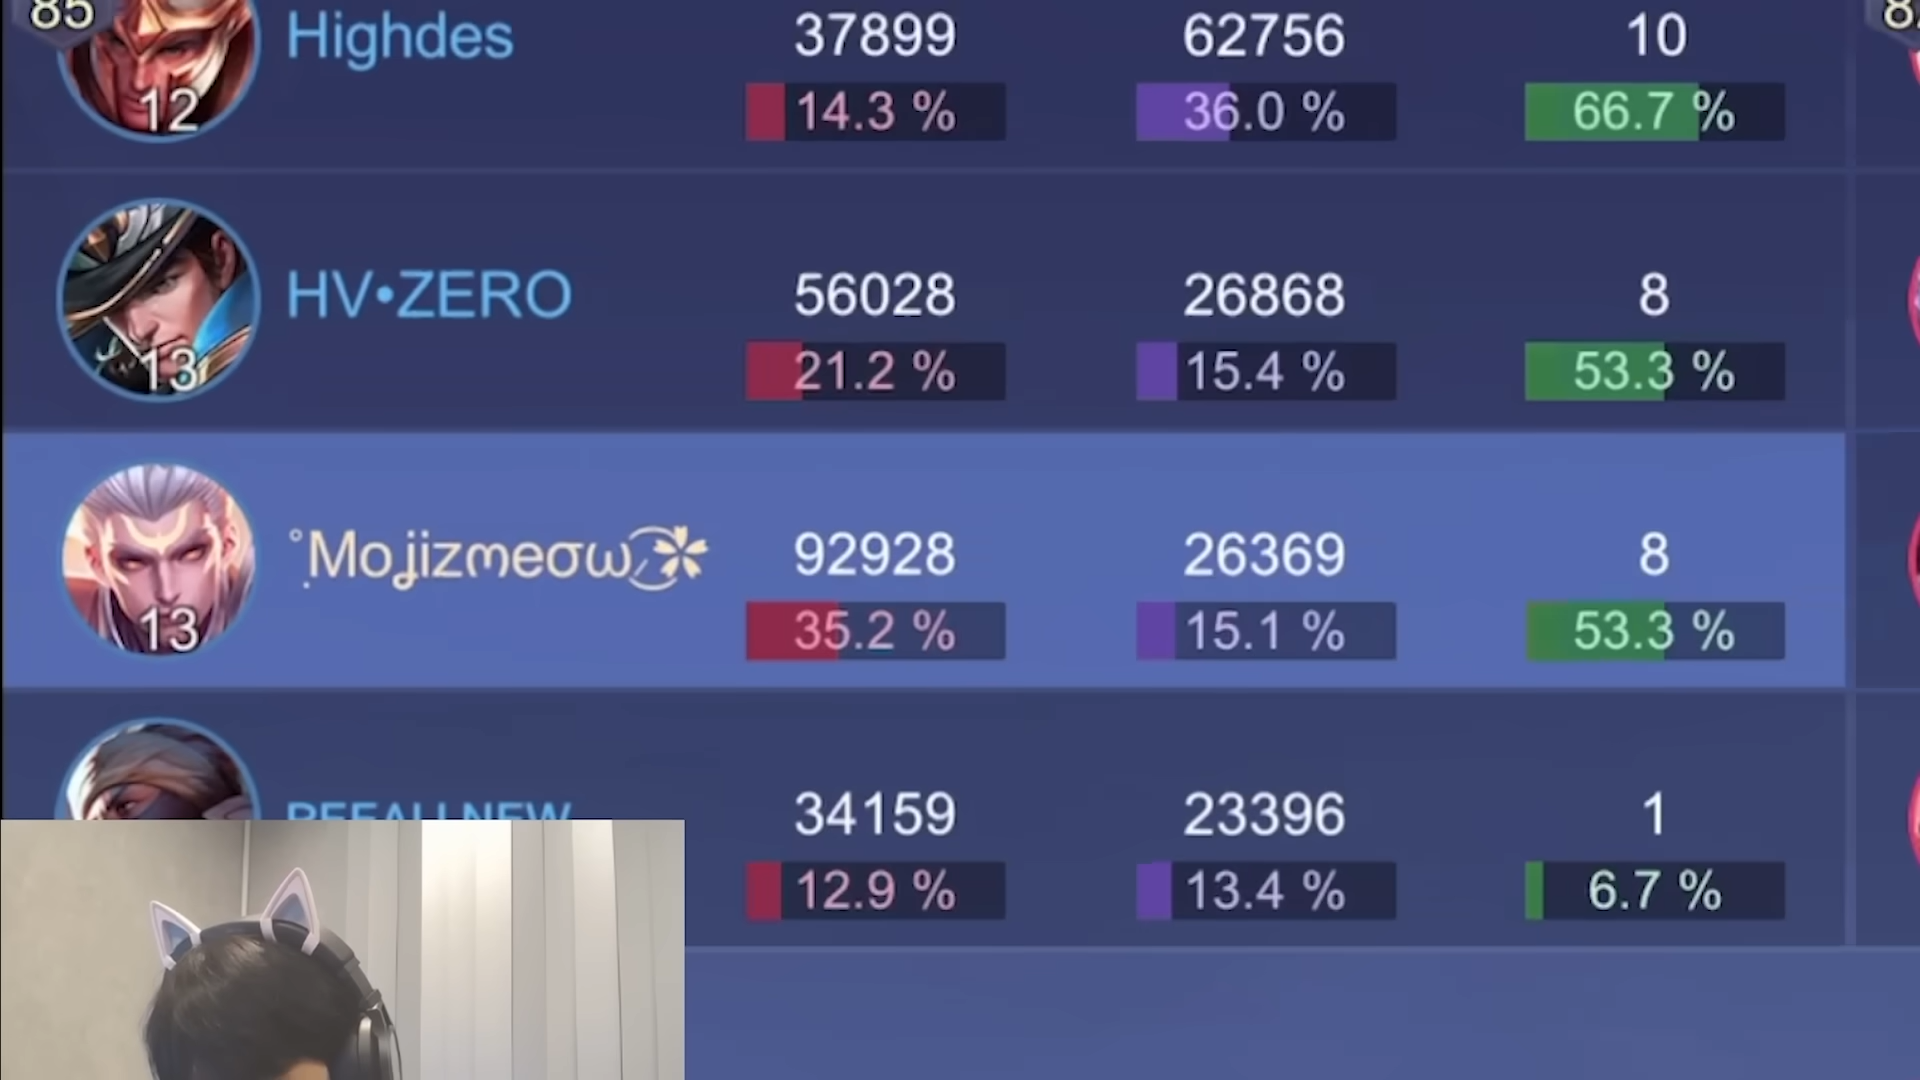 85
Highdes 37899 62756 10
12 14.3 % 36.0 % 66.7 %
HV•ZERO 56028 26868 8
13 21.2 % 15.4 % 53.3 %
Mojizmeσω 92928 26369 8
13 35.2 % 15.1 % 53.3 %
34159 23396 1
12.9 % 13.4 % 6.7 %